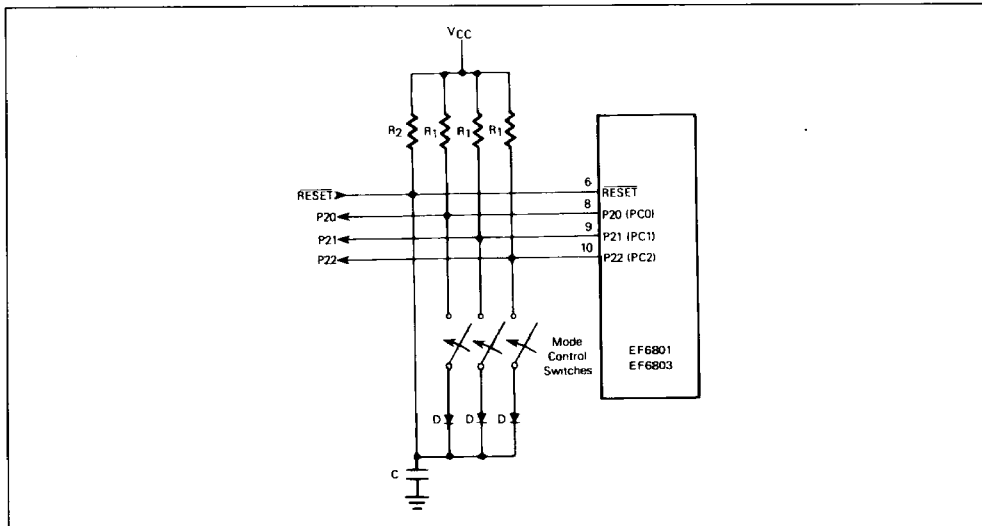 VCC
R2 R1 R1 R1
RESET 6 RESET
P20 8 P20 (PC0)
P21 9 P21 (PC1)
P22 10 P22 (PC2)
Mode
Control
Switches
EF6801
EF6803
D D D
C